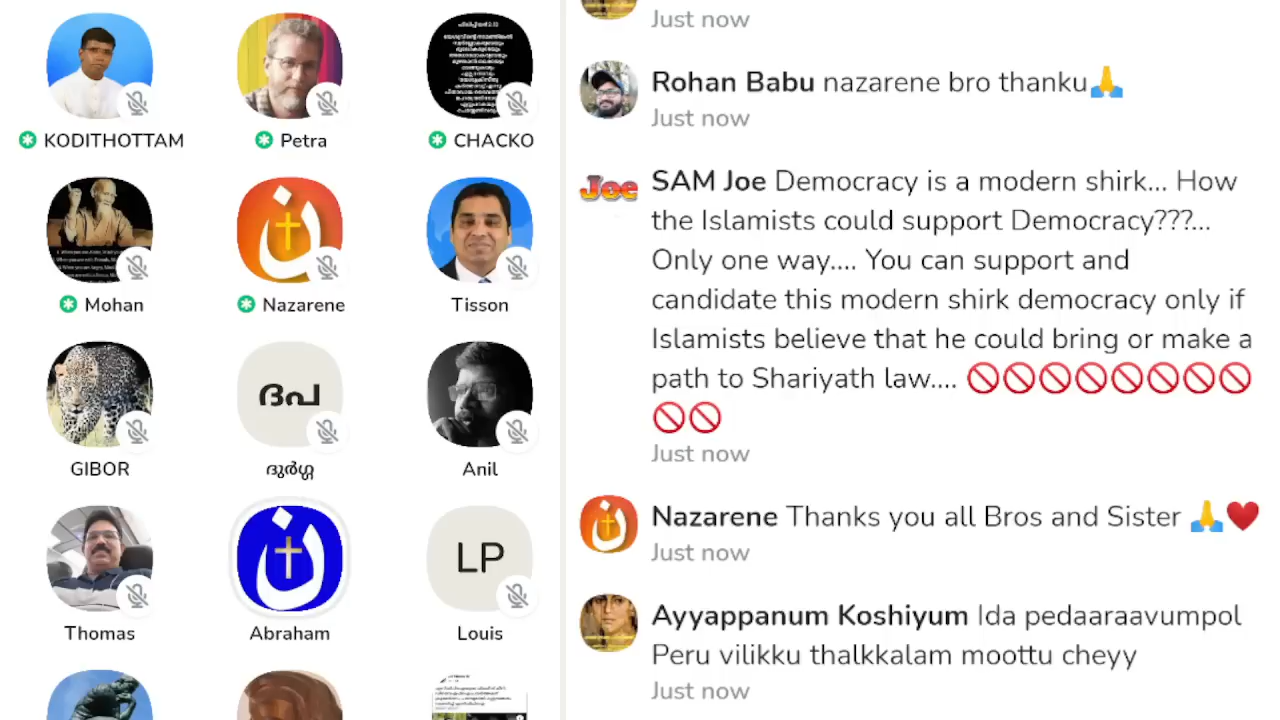 KODITHOTTAM
Petra
CHACKO
Mohan
Nazarene
Tisson
GIBOR
ദപ
ദുർഗ്ഗ
Anil
Thomas
Abraham
LP
Louis
Just now
Rohan Babu nazarene bro thanku🙏
Just now
Joe
SAM Joe Democracy is a modern shirk... How
the Islamists could support Democracy???...
Only one way.... You can support and
candidate this modern shirk democracy only if
Islamists believe that he could bring or make a
path to Shariyath law.... 🚫🚫🚫🚫🚫🚫🚫🚫
🚫🚫
Just now
Nazarene Thanks you all Bros and Sister 🙏❤️
Just now
Ayyappanum Koshiyum Ida pedaaraavumpol
Peru vilikku thalkkalam moottu cheyy
Just now